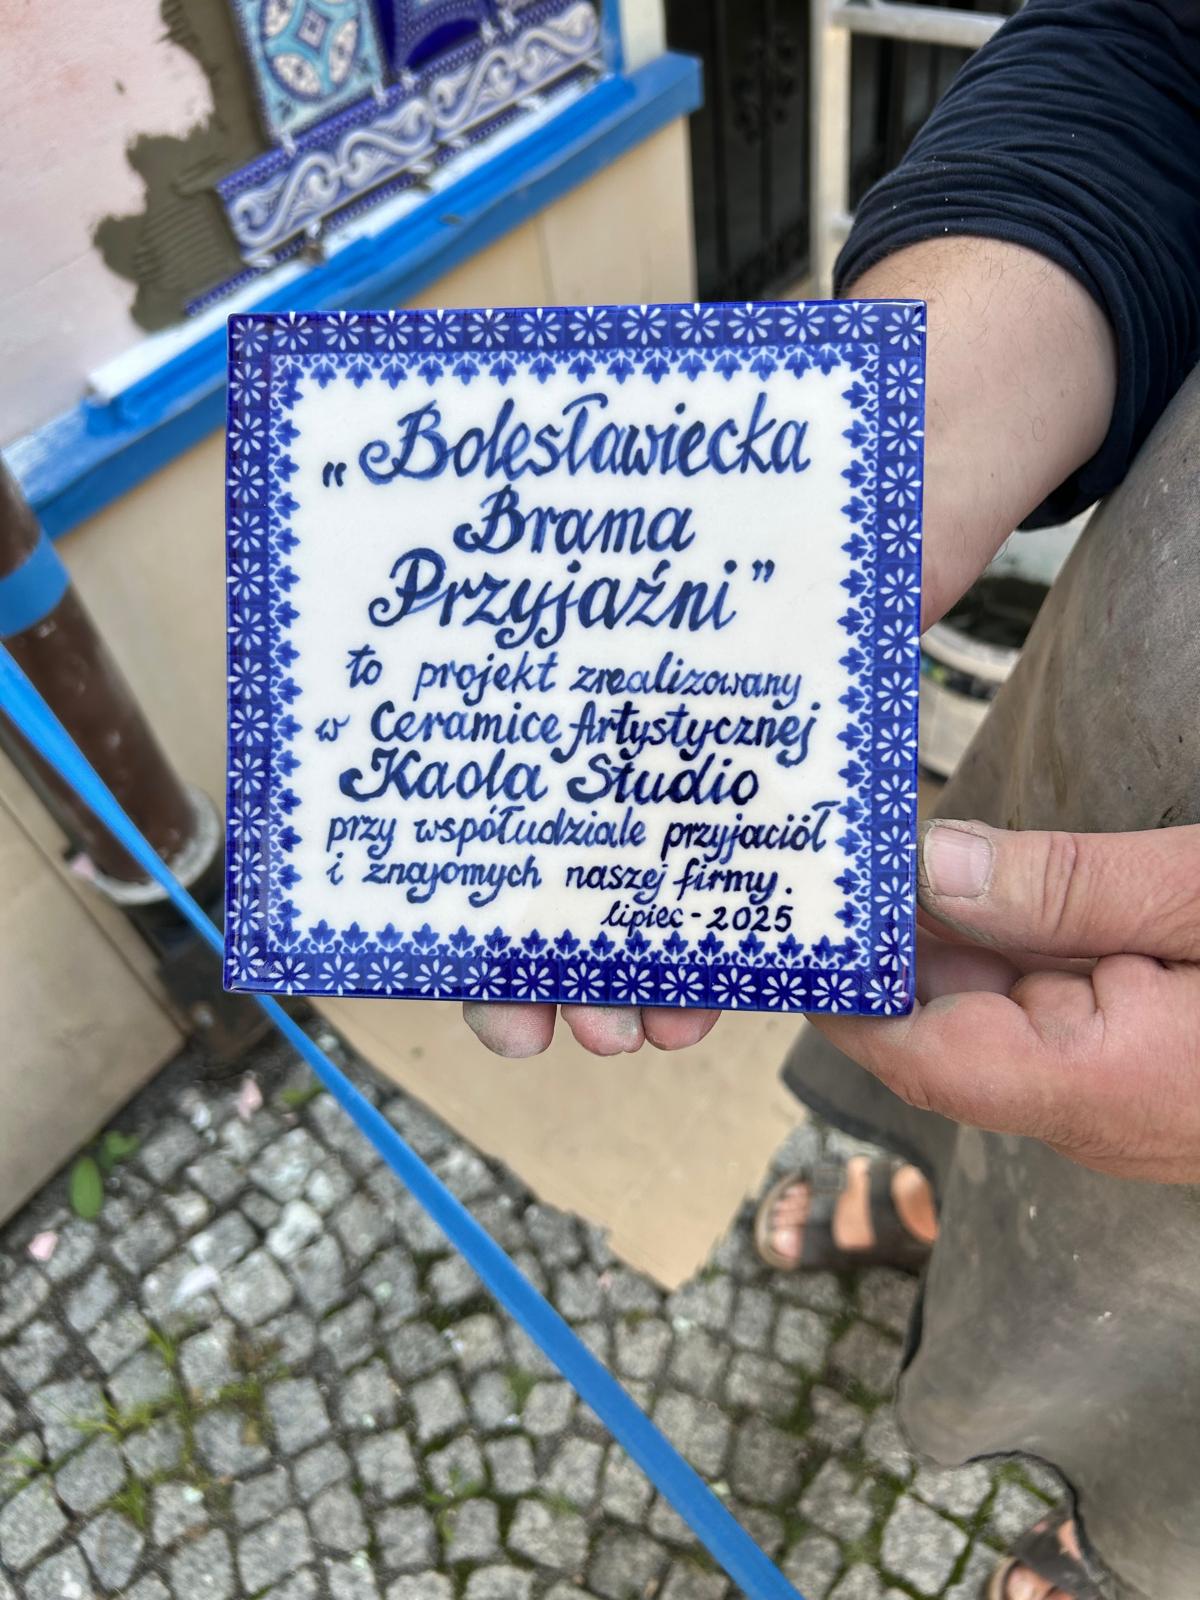 „Bolesławiecka
Brama
Przyjaźni”
to projekt zrealizowany
w Ceramice Artystycznej
Kaola Studio
przy współudziale przyjaciół
i znajomych naszej firmy.
lipiec - 2025